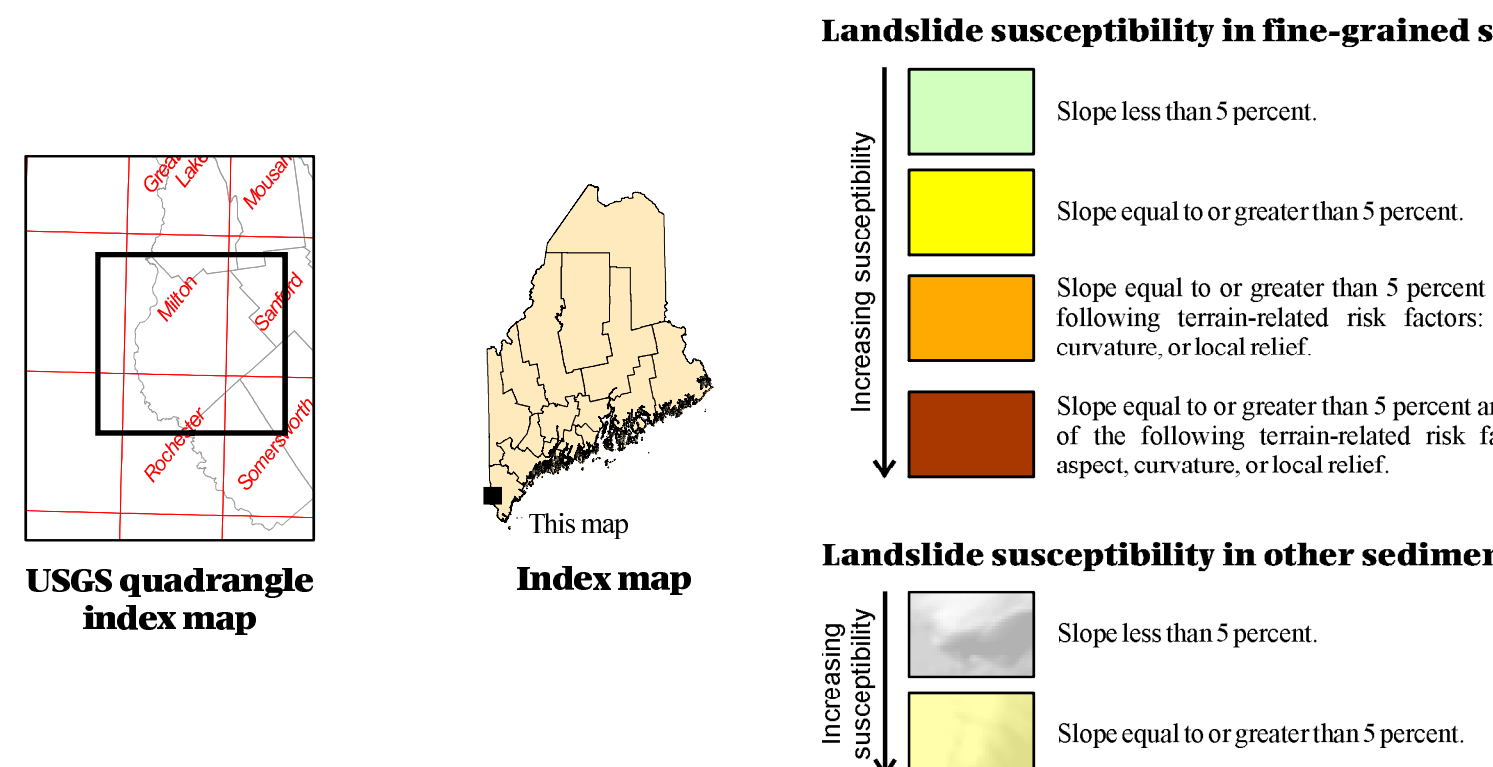 Great
Lake
Mousam
Milton
Sanford
Rochester
Somersworth
USGS quadrangle
index map
This map
Index map
Landslide susceptibility in fine-grained s
Increasing susceptibility
Slope less than 5 percent.
Slope equal to or greater than 5 percent.
Slope equal to or greater than 5 percent
following terrain-related risk factors:
curvature, or local relief.
Slope equal to or greater than 5 percent an
of the following terrain-related risk fa
aspect, curvature, or local relief.
Landslide susceptibility in other sedimen
Increasing
susceptibility
Slope less than 5 percent.
Slope equal to or greater than 5 percent.